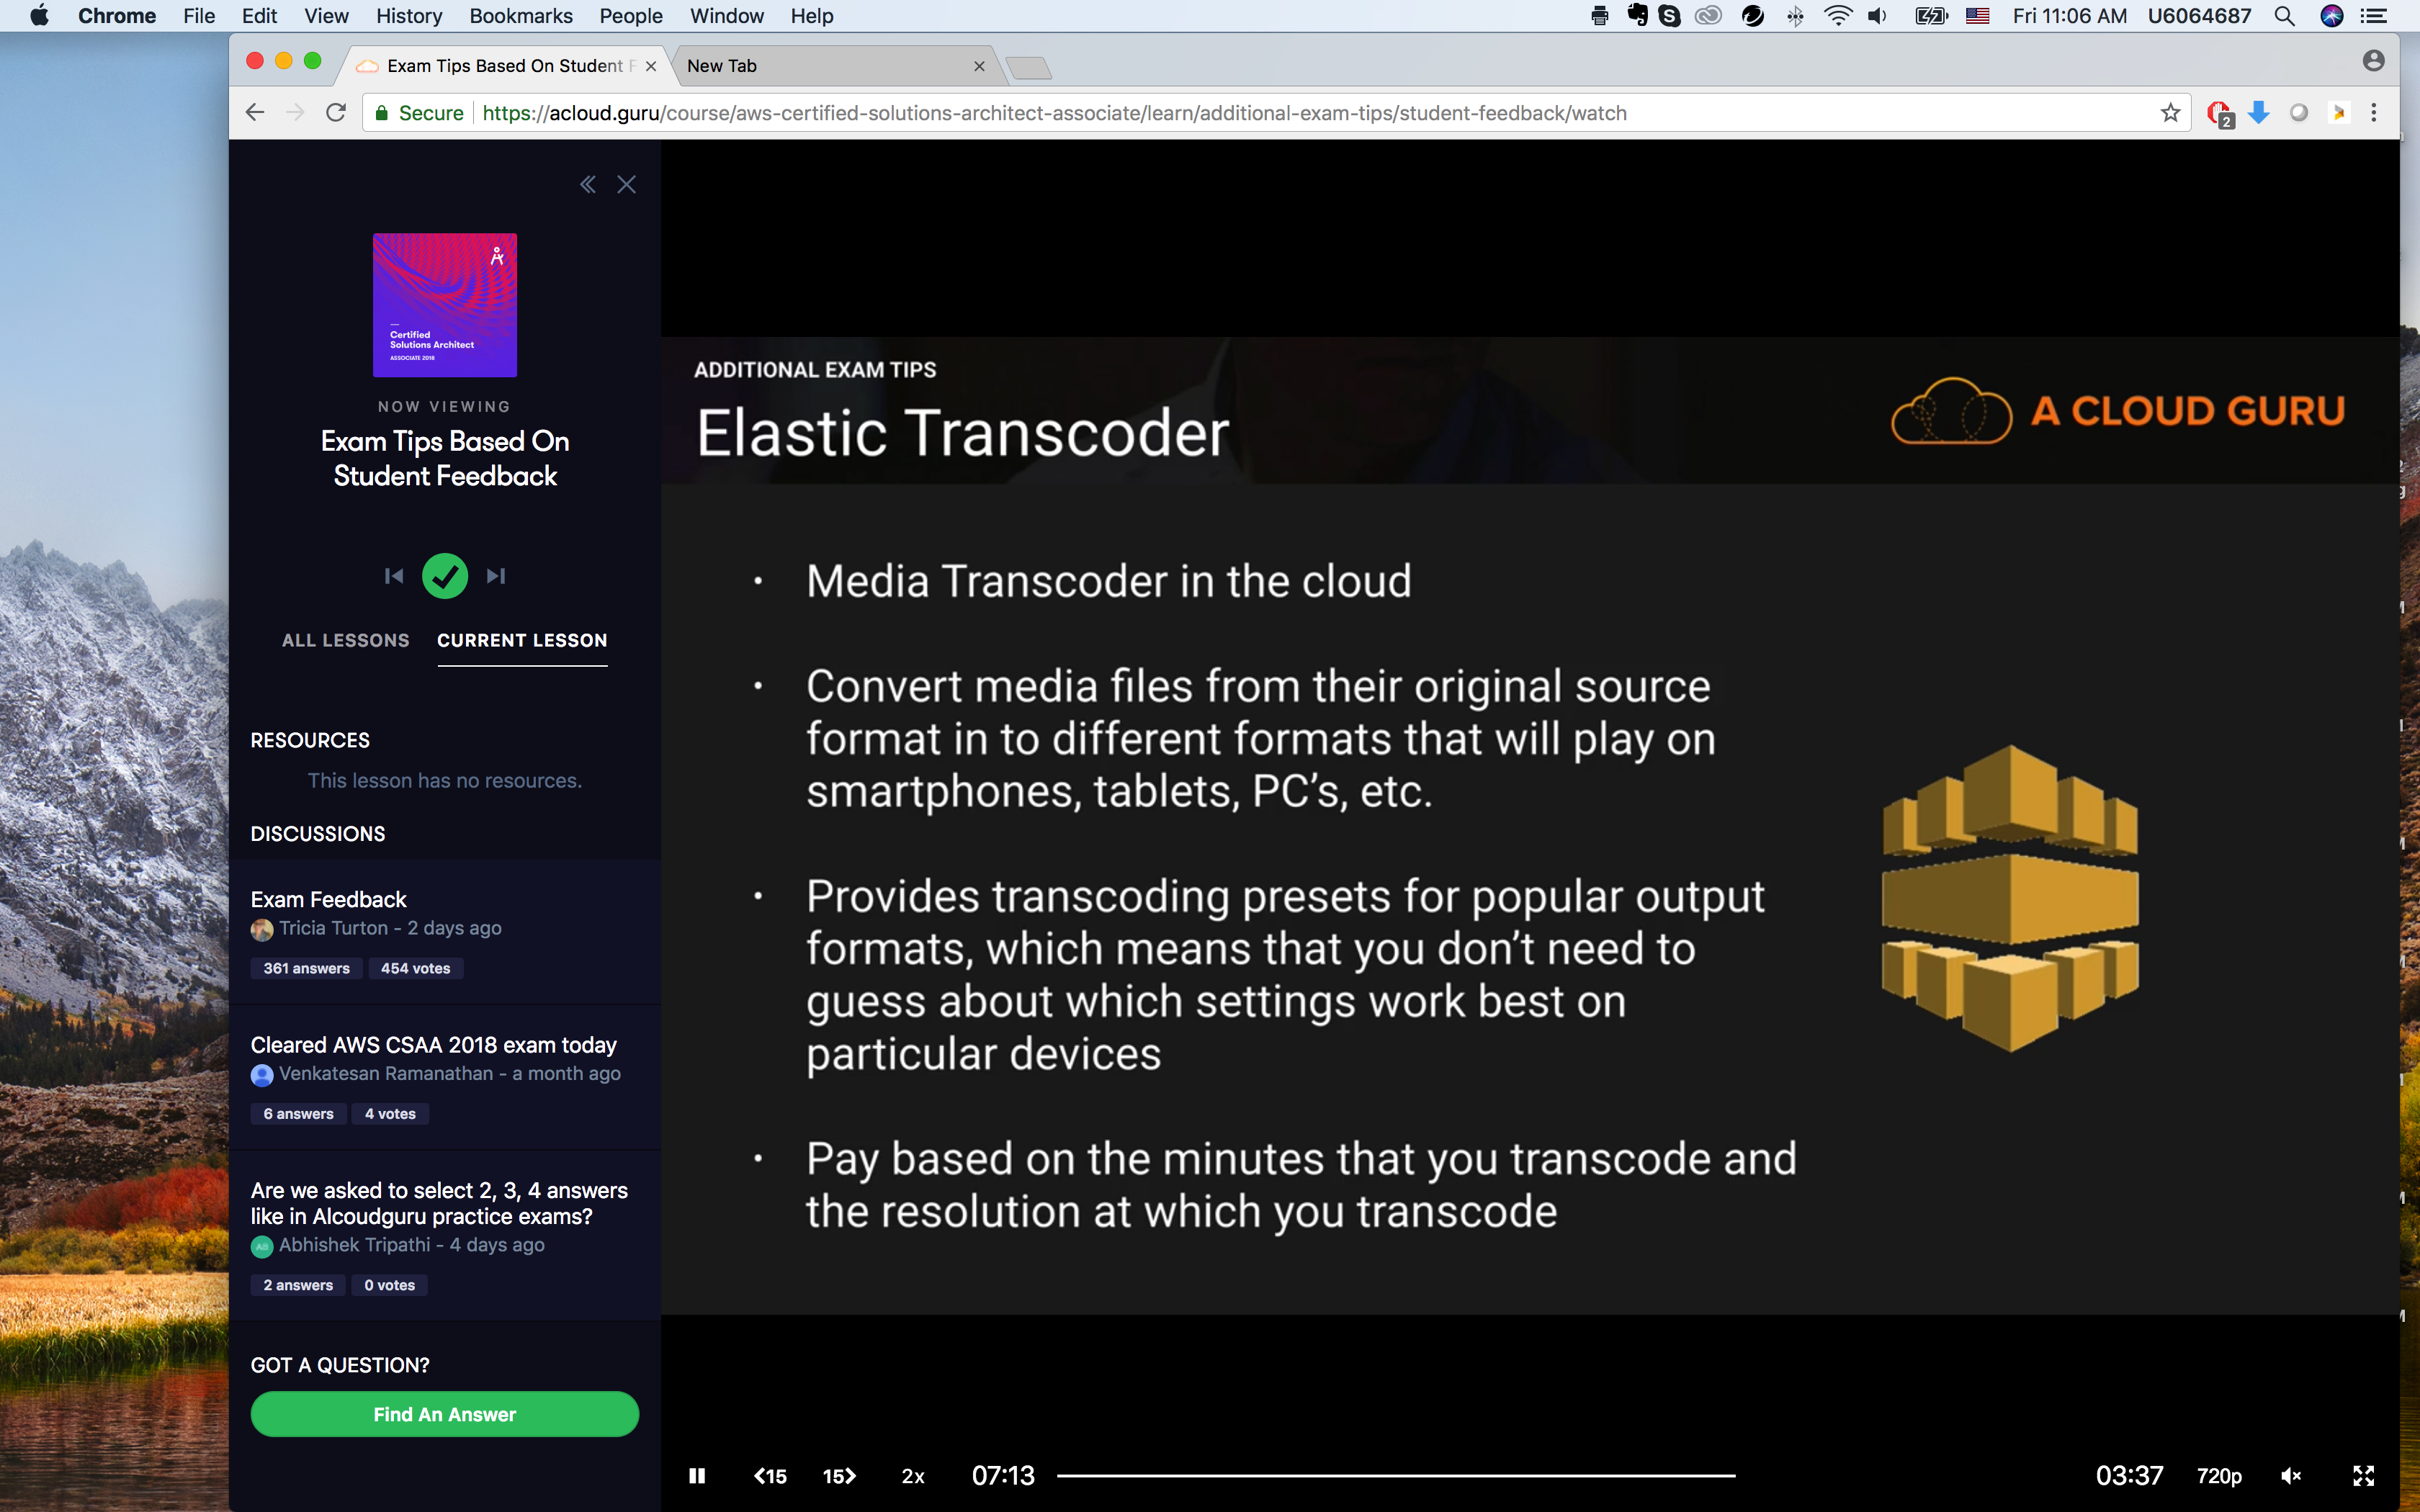 Chrome File Edit View History Bookmarks People Window Help
Fri 11:06 AM U6064687
Exam Tips Based On Student F
New Tab
Secure https://acloud.guru/course/aws-certified-solutions-architect-associate/learn/additional-exam-tips/student-feedback/watch
2
Certified
Solutions Architect
ASSOCIATE 2018
NOW VIEWING
Exam Tips Based On
Student Feedback
ALL LESSONS CURRENT LESSON
RESOURCES
This lesson has no resources.
DISCUSSIONS
Exam Feedback
Tricia Turton - 2 days ago
361 answers 454 votes
Cleared AWS CSAA 2018 exam today
Venkatesan Ramanathan - a month ago
6 answers 4 votes
Are we asked to select 2, 3, 4 answers
like in Alcoudguru practice exams?
AB Abhishek Tripathi - 4 days ago
2 answers 0 votes
GOT A QUESTION?
Find An Answer
ADDITIONAL EXAM TIPS
Elastic Transcoder
A CLOUD GURU
• Media Transcoder in the cloud
• Convert media files from their original source
format in to different formats that will play on
smartphones, tablets, PC’s, etc.
• Provides transcoding presets for popular output
formats, which means that you don’t need to
guess about which settings work best on
particular devices
• Pay based on the minutes that you transcode and
the resolution at which you transcode
<15 15> 2x 07:13 03:37 720p